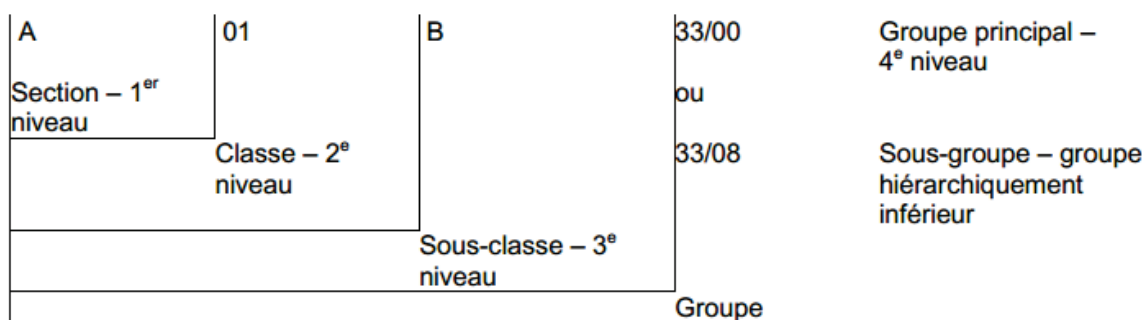 A 01 B 33/00 Groupe principal –
4e niveau
Section – 1er
niveau
ou
Classe – 2e
niveau
33/08 Sous-groupe – groupe
hiérarchiquement
inférieur
Sous-classe – 3e
niveau
Groupe